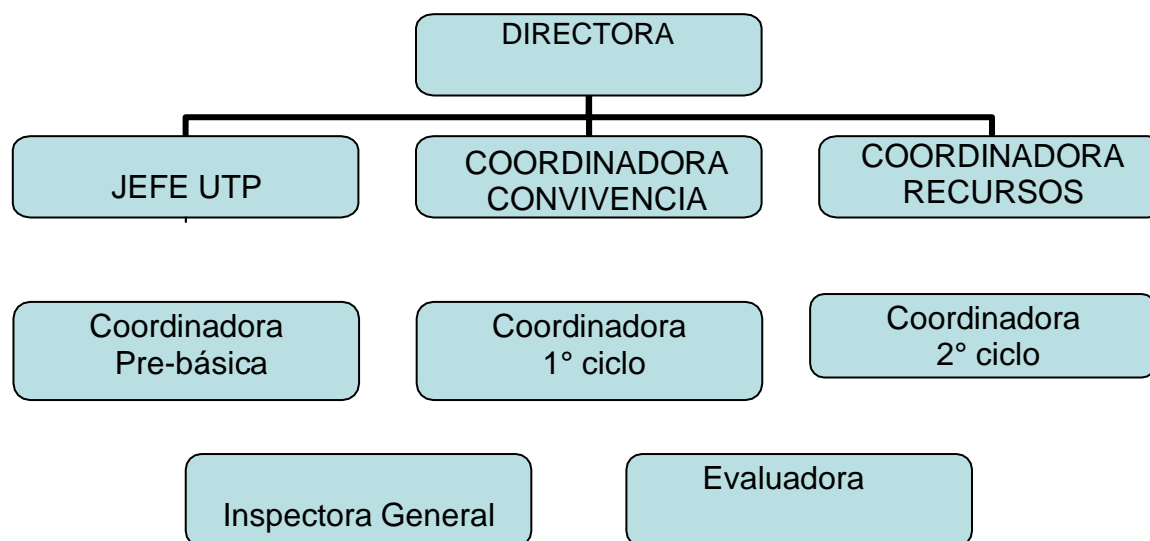 DIRECTORA
JEFE UTP
COORDINADORA
CONVIVENCIA
COORDINADORA
RECURSOS
Coordinadora
Pre-básica
Coordinadora
1° ciclo
Coordinadora
2° ciclo
Inspectora General
Evaluadora